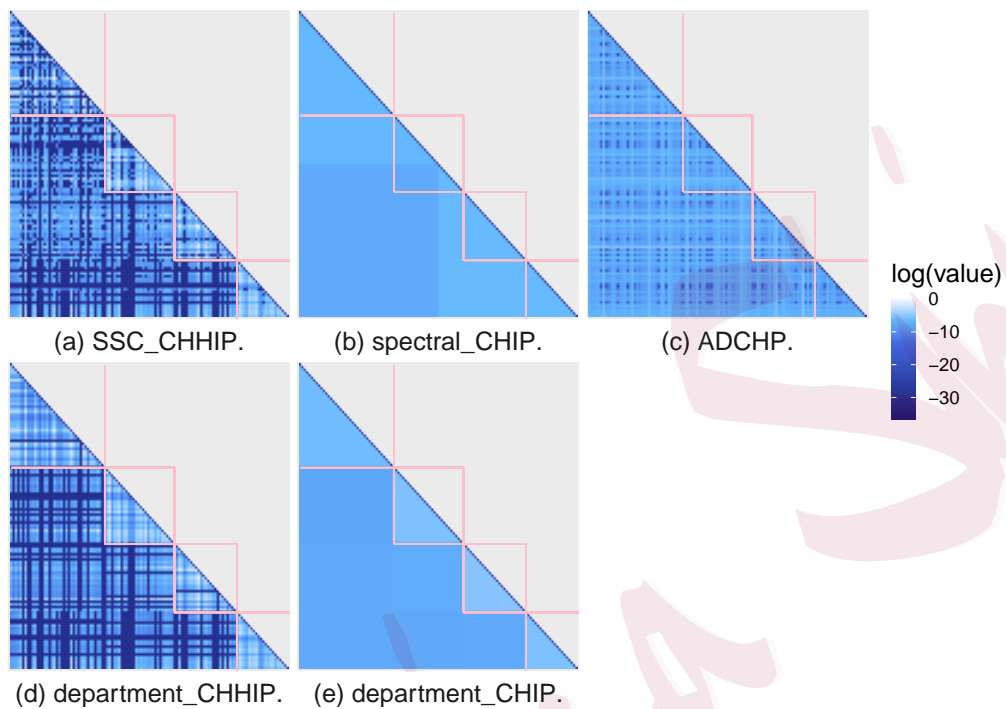 (a) SSC_CHHIP.
(b) spectral_CHIP.
(c) ADCHP.
log(value)
0
−10
−20
−30
(d) department_CHHIP.
(e) department_CHIP.